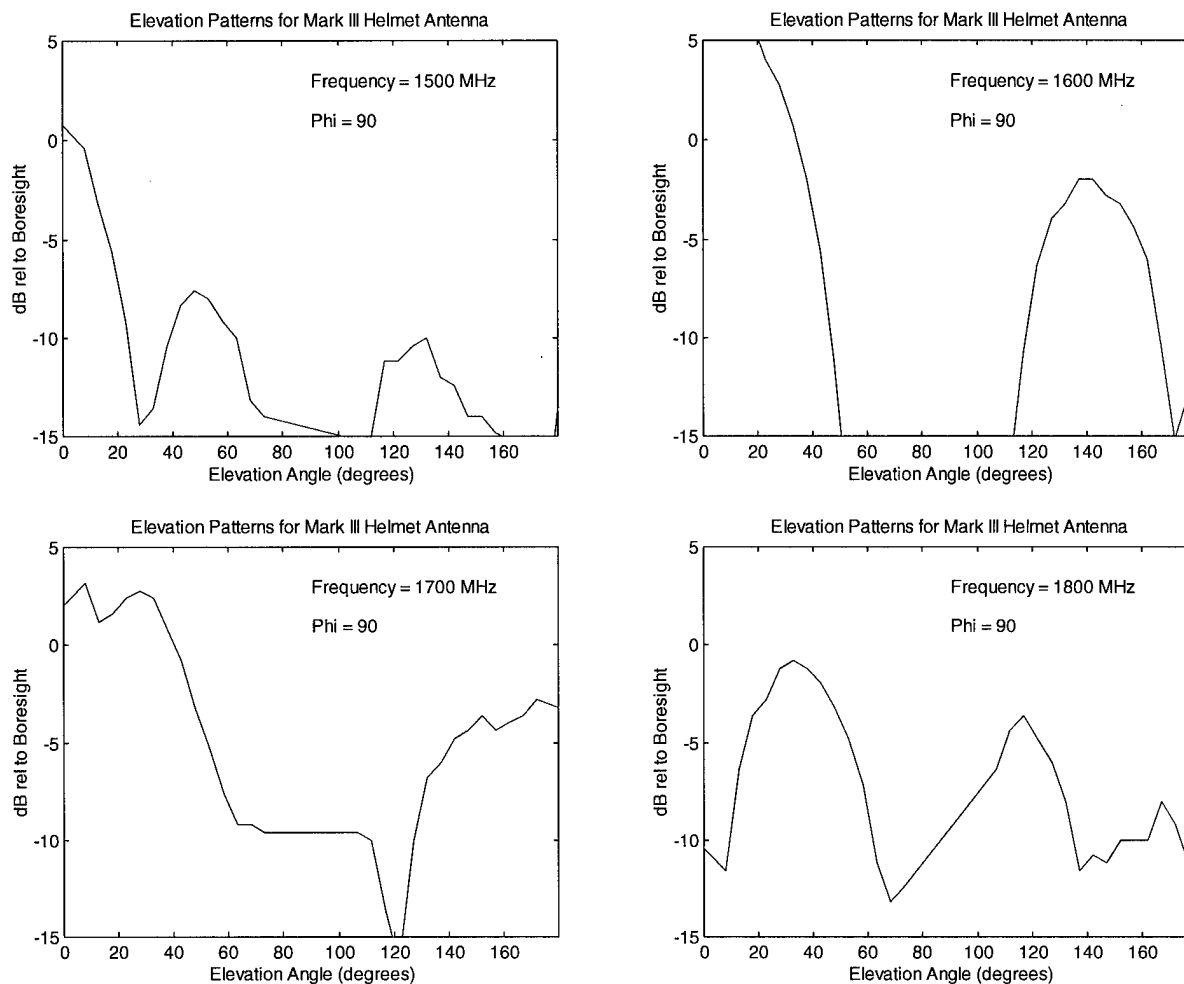 Elevation Patterns for Mark III Helmet Antenna
5
0
-5
-10
-15
dB rel to Boresight
Frequency = 1500 MHz
Phi = 90
0 20 40 60 80 100 120 140 160
Elevation Angle (degrees)
Elevation Patterns for Mark III Helmet Antenna
5
0
-5
-10
-15
dB rel to Boresight
Frequency = 1600 MHz
Phi = 90
0 20 40 60 80 100 120 140 160
Elevation Angle (degrees)
Elevation Patterns for Mark III Helmet Antenna
5
0
-5
-10
-15
dB rel to Boresight
Frequency = 1700 MHz
Phi = 90
0 20 40 60 80 100 120 140 160
Elevation Angle (degrees)
Elevation Patterns for Mark III Helmet Antenna
5
0
-5
-10
-15
dB rel to Boresight
Frequency = 1800 MHz
Phi = 90
0 20 40 60 80 100 120 140 160
Elevation Angle (degrees)